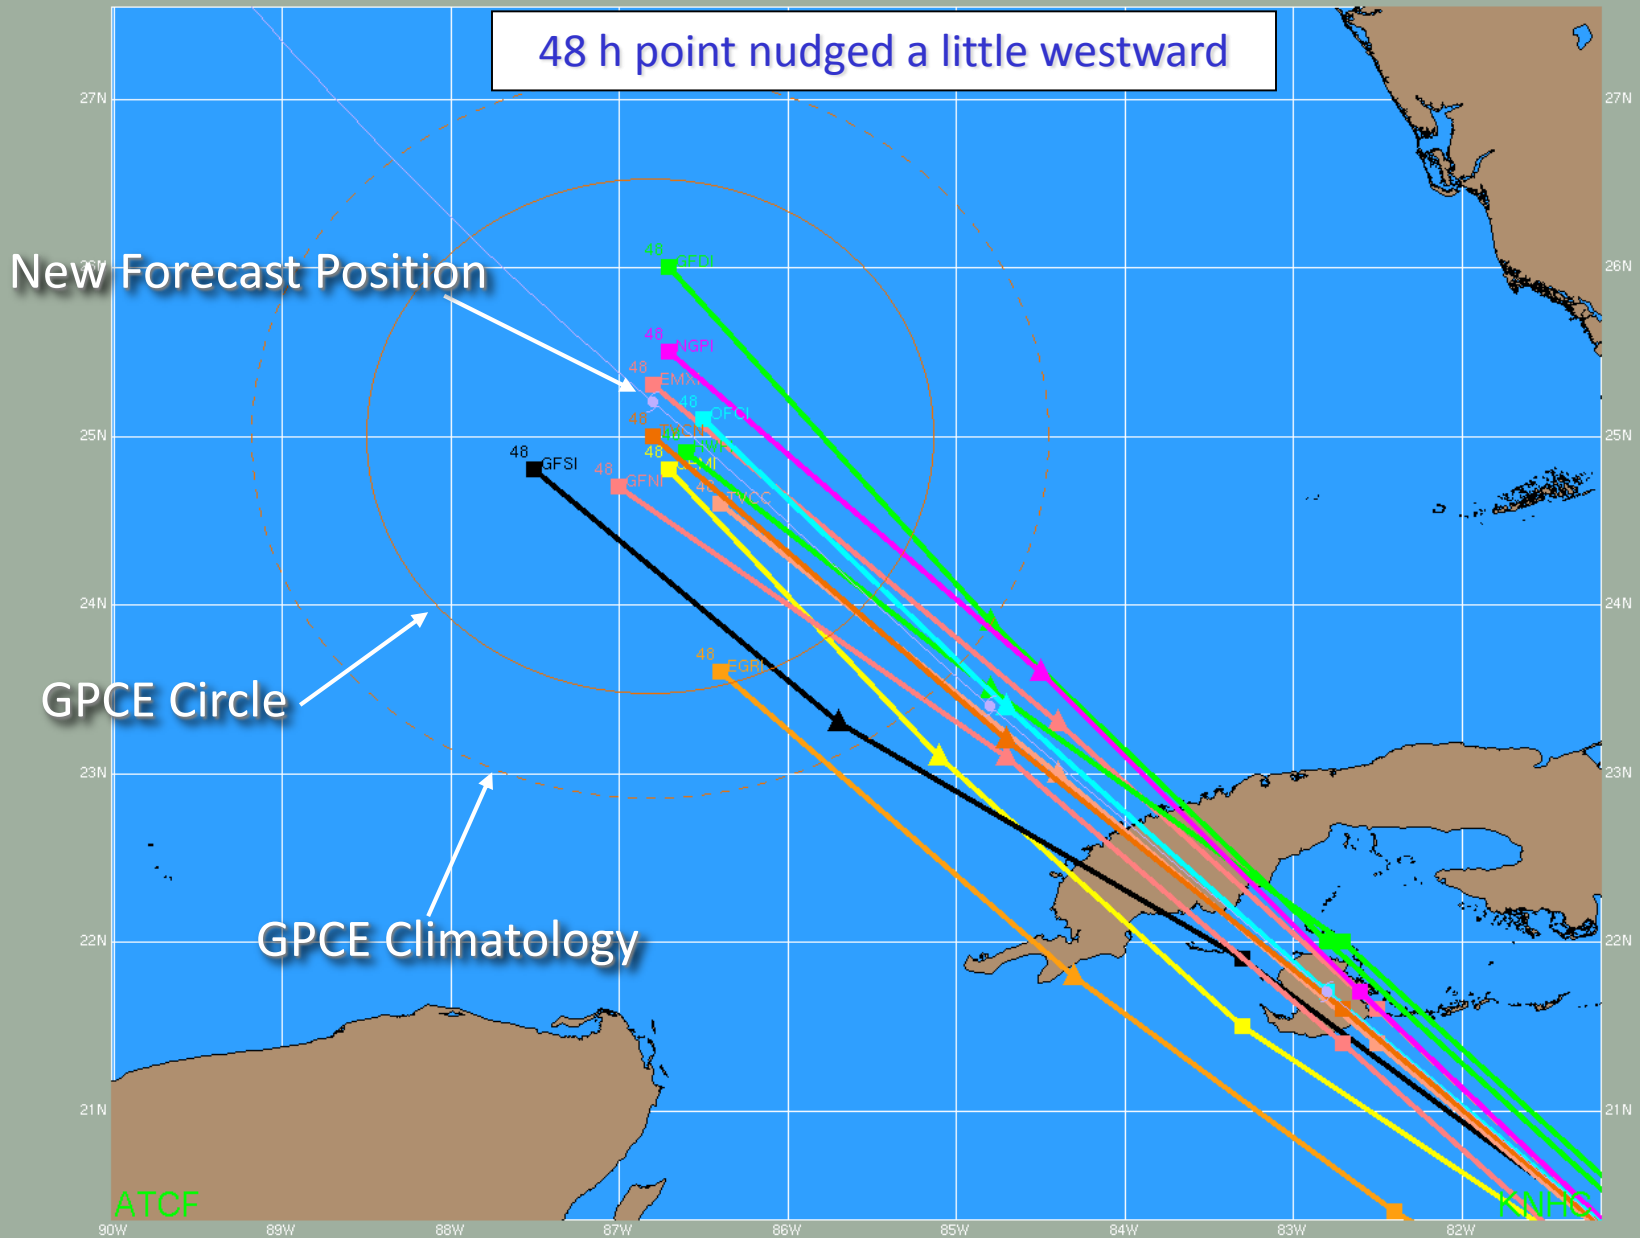 48 h point nudged a little westward
27N
27N
48
GFDI
New Forecast Position
26N
48
NGPI
48
EMXI
48
OFCI
48
25N
25N
48
GFSI
48
48
GFNI
48
TVCC
24N
24N
48
EGRI
GPCE Circle
23N
23N
GPCE Climatology
22N
22N
21N
21N
ATCF
KNHC
90W
89W
88W
87W
86W
85W
84W
83W
82W